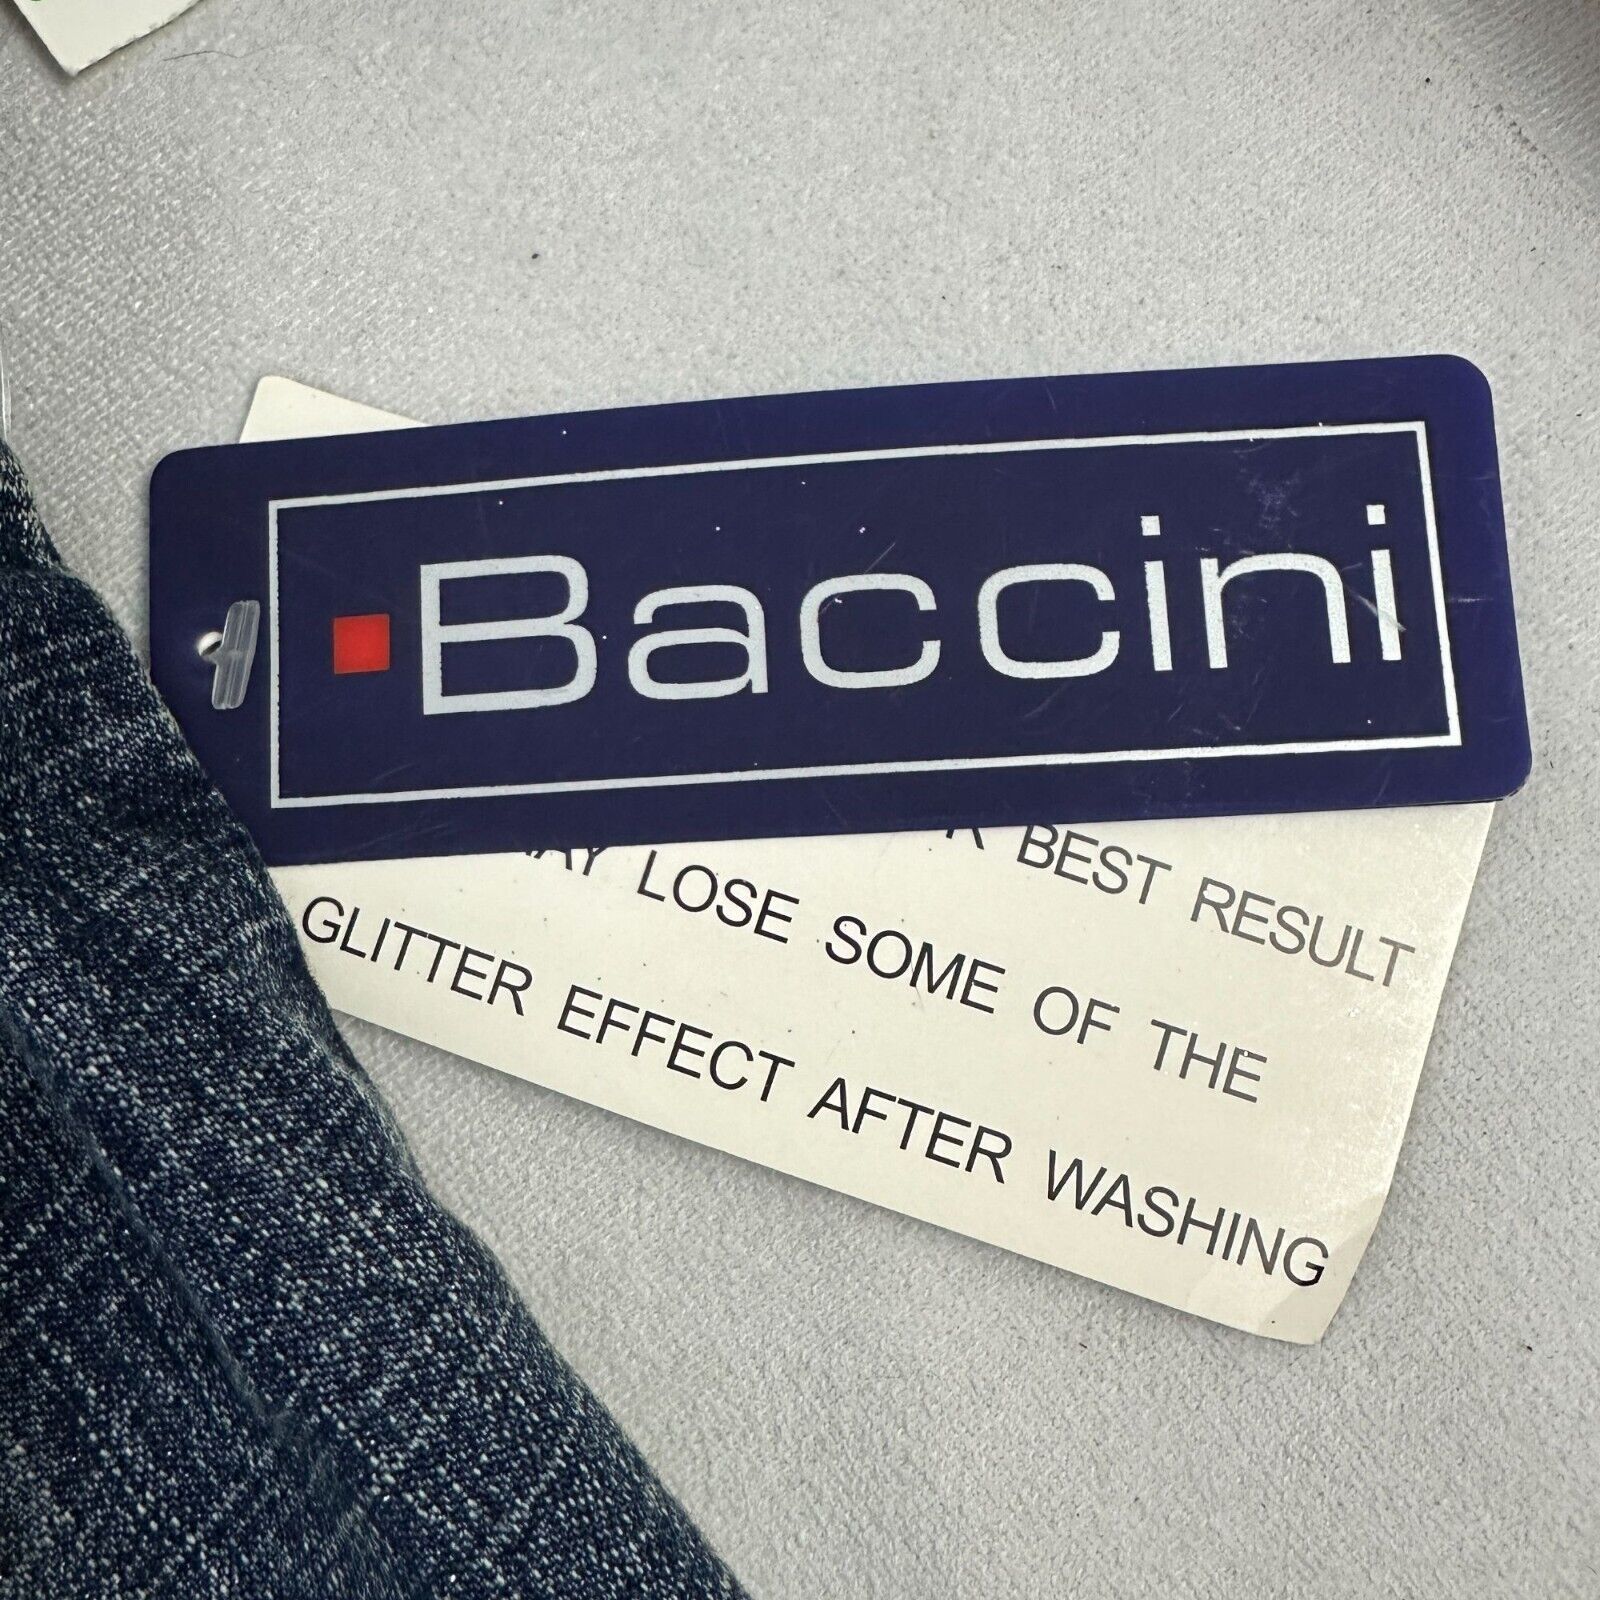 Baccini
BEST RESULT
LOSE SOME OF THE
GLITTER EFFECT AFTER WASHING